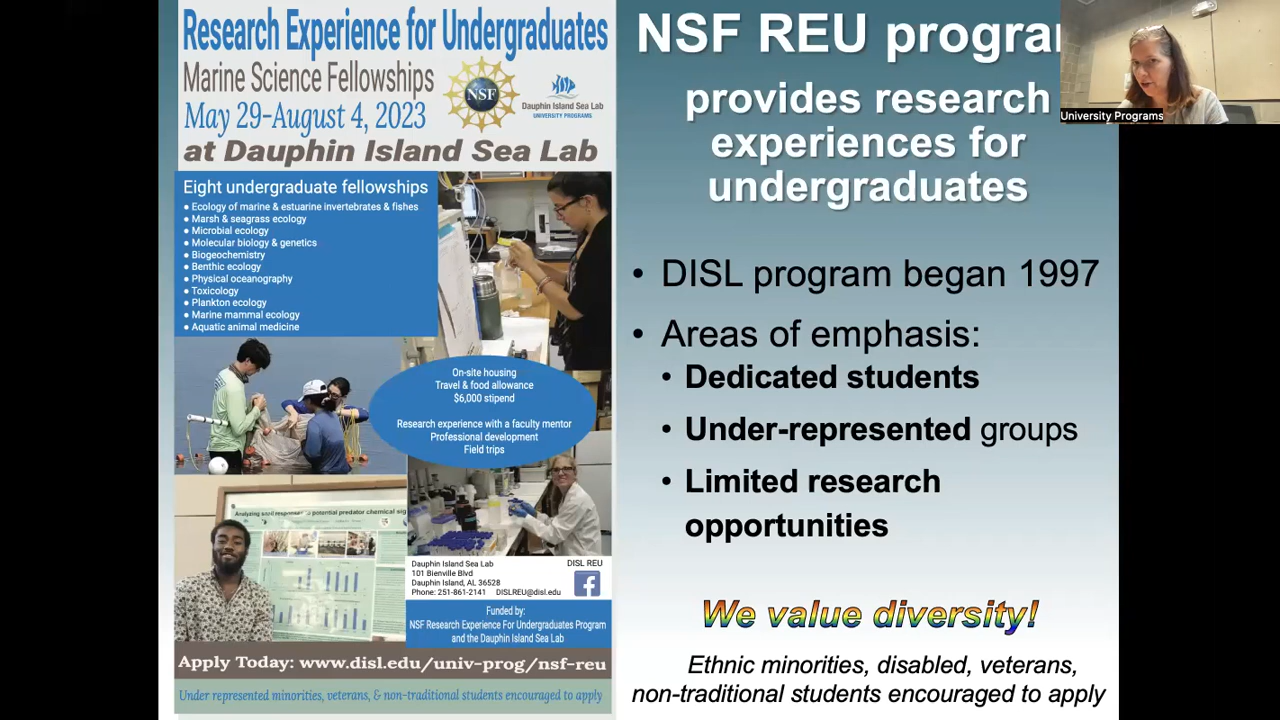 Research Experience for Undergraduates
Marine Science Fellowships
May 29-August 4, 2023
at Dauphin Island Sea Lab
NSF
Dauphin Island Sea Lab
UNIVERSITY PROGRAMS
Eight undergraduate fellowships
● Ecology of marine & estuarine invertebrates & fishes
● Marsh & seagrass ecology
● Microbial ecology
● Molecular biology & genetics
● Biogeochemistry
● Benthic ecology
● Physical oceanography
● Toxicology
● Plankton ecology
● Marine mammal ecology
● Aquatic animal medicine
On-site housing
Travel & food allowance
$6,000 stipend
Research experience with a faculty mentor
Professional development
Field trips
potential predator chemical
Dauphin Island Sea Lab
101 Bienville Blvd
Dauphin Island, AL 36528
Phone: 251-861-2141 DISLREU@disl.edu
DISL REU
Funded by:
NSF Research Experience For Undergraduates Program
and the Dauphin Island Sea Lab
Apply Today: www.disl.edu/univ-prog/nsf-reu
Under represented minorities, veterans, & non-traditional students encouraged to apply
NSF REU progra
provides research
experiences for
undergraduates
• DISL program began 1997
• Areas of emphasis:
• Dedicated students
• Under-represented groups
• Limited research
opportunities
We value diversity!
Ethnic minorities, disabled, veterans,
non-traditional students encouraged to apply
University Programs